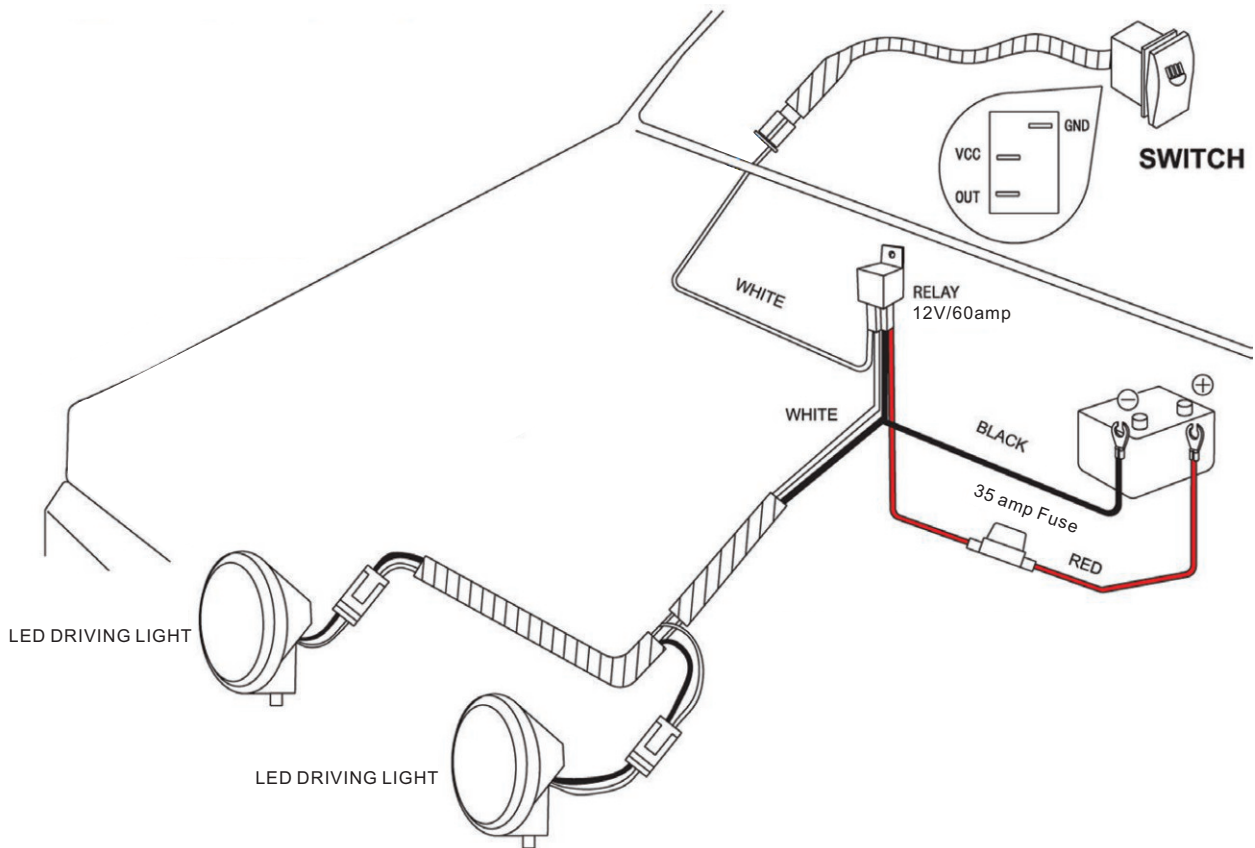 GND
VCC
OUT
SWITCH
WHITE
RELAY
12V/60amp
WHITE
BLACK
35 amp Fuse
RED
LED DRIVING LIGHT
LED DRIVING LIGHT